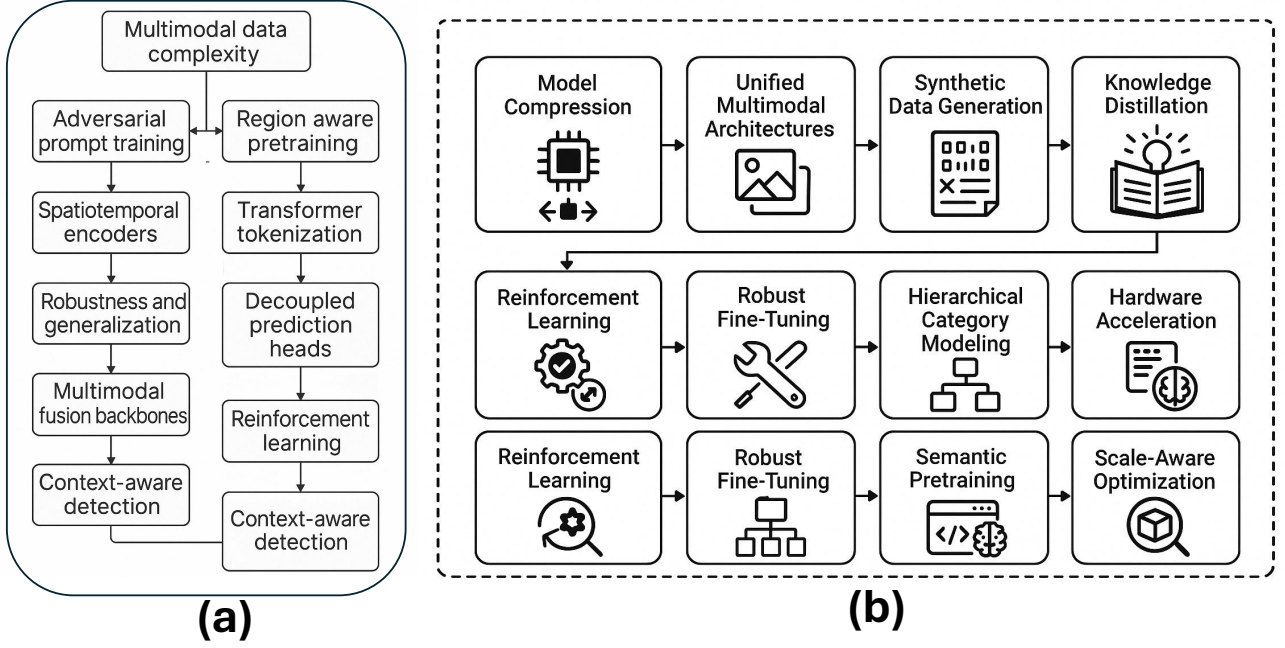 Multimodal data
complexity
Adversarial
prompt training
Spatiotemporal
encoders
Robustness and
generalization
Multimodal
fusion backbones
Context-aware
detection
Region aware
pretraining
Transformer
tokenization
Decoupled
prediction
heads
Reinforcement
learning
Context-aware
detection
(a)
Model
Compression
Unified
Multimodal
Architectures
Synthetic
Data Generation
Knowledge
Distillation
Reinforcement
Learning
Robust
Fine-Tuning
Hierarchical
Category
Modeling
Hardware
Acceleration
Reinforcement
Learning
Robust
Fine-Tuning
Semantic
Pretraining
</>
Scale-Aware
Optimization
(b)